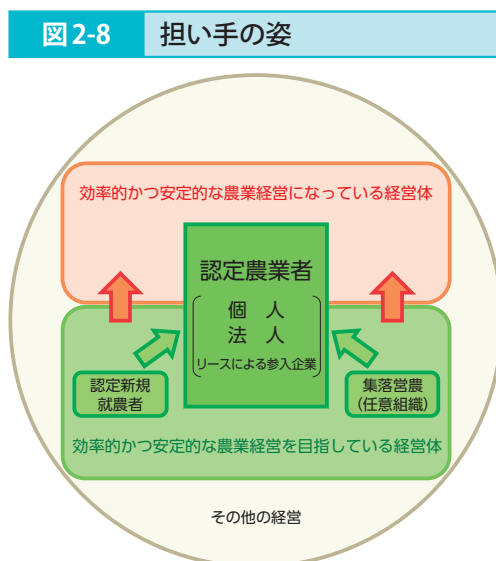 図2-8 担い手の姿
効率的かつ安定的な農業経営になっている経営体
認定農業者
個 人
法 人
リースによる参入企業
認定新規
就農者
集落営農
(任意組織)
効率的かつ安定的な農業経営を目指している経営体
その他の経営